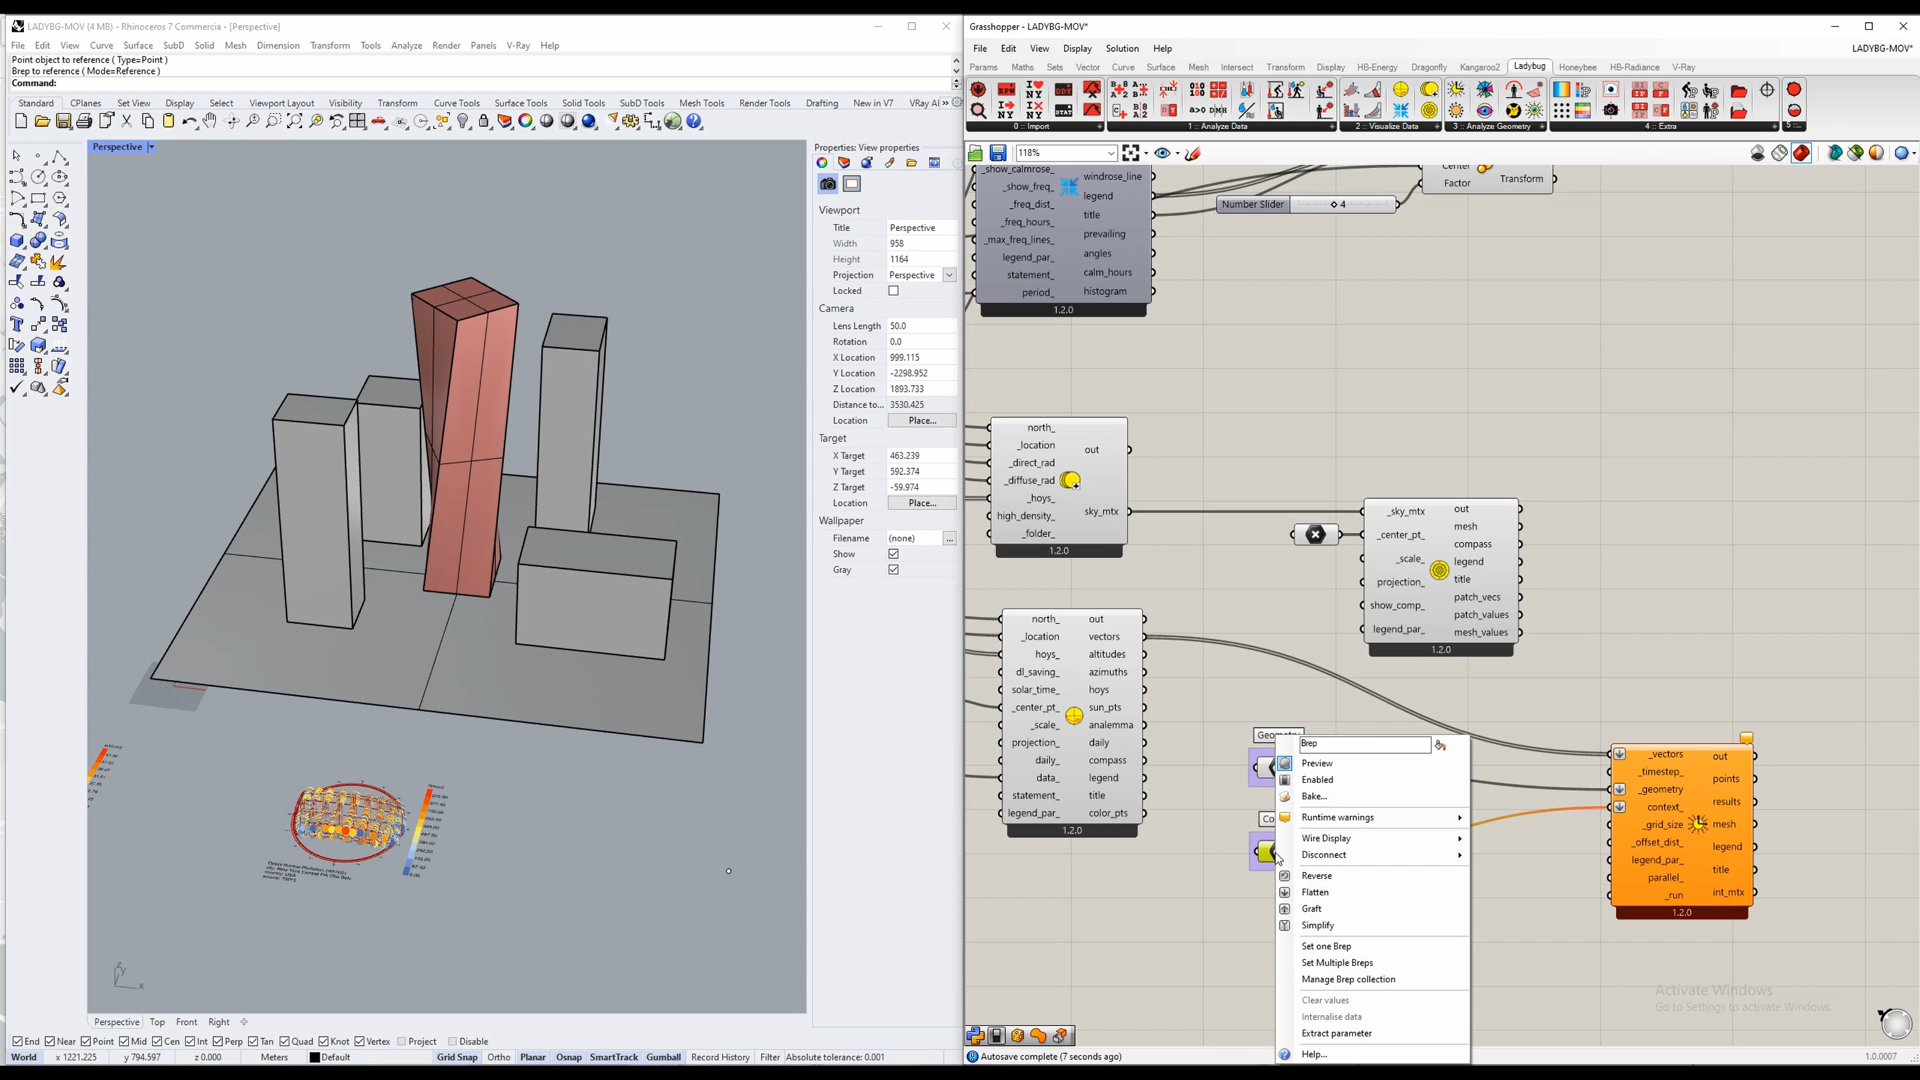 LADYBG-MOV (4 MB) - Rhinoceros 7 Commercia - [Perspective]
File Edit View Curve Surface SubD Solid Mesh Dimension Transform Tools Analyze Render Panels V-Ray Help
Point object to reference ( Type=Point )
Brep to reference ( Mode=Reference )
Command:
Standard CPlanes Set View Display Select Viewport Layout Visibility Transform Curve Tools Surface Tools Solid Tools SubD Tools Mesh Tools Render Tools Drafting New in V7 VRay Al »
Perspective
Properties: View properties
Viewport
Title Perspective
Width 958
Height 1164
Projection Perspective
Locked
Camera
Lens Length 50.0
Rotation 0.0
X Location 999.115
Y Location -2298.952
Z Location 1893.733
Distance to... 3530.425
Location Place...
Target
X Target 463.239
Y Target 592.374
Z Target -59.974
Location Place...
Wallpaper
Filename (none) ...
Show
Gray
z
y
x
Perspective Top Front Right
End Near Point Mid Cen Int Perp Tan Quad Knot Vertex Project Disable
World x 1221.225 y 794.597 z 0.000 Meters Default Grid Snap Ortho Planar Osnap SmartTrack Gumball Record History Filter Absolute tolerance: 0.001
Grasshopper - LADYBG-MOV*
File Edit View Display Solution Help LADYBG-MOV*
Params Maths Sets Vector Curve Surface Mesh Intersect Transform Display HB-Energy Dragonfly Kangaroo2 Ladybug Honeybee HB-Radiance V-Ray
0 :: Import 1 :: Analyze Data 2 :: Visualize Data 3 :: Analyze Geometry 4 :: Extra 5 ::
118%
_show_calmrose_
_show_freq_
_freq_dist_
_freq_hours_
_max_freq_lines_
legend_par_
statement_
period_
windrose_line
legend
title
prevailing
angles
calm_hours
histogram
1.2.0
Number Slider 4
Center
Factor
Transform
north_
_location
_direct_rad
_diffuse_rad
_hoys_
high_density_
_folder_
out
sky_mtx
1.2.0
_sky_mtx
_center_pt_
_scale_
projection_
show_comp_
legend_par_
out
mesh
compass
legend
title
patch_vecs
patch_values
mesh_values
1.2.0
north_
_location
hoys_
dl_saving_
solar_time_
_center_pt_
_scale_
projection_
daily_
data_
statement_
legend_par_
out
vectors
altitudes
azimuths
hoys
sun_pts
analemma
daily
compass
legend
title
color_pts
1.2.0
Brep
Preview
Enabled
Bake...
Runtime warnings
Wire Display
Disconnect
Reverse
Flatten
Graft
Simplify
Set one Brep
Set Multiple Breps
Manage Brep collection
Clear values
Internalise data
Extract parameter
Help...
_vectors
_timestep_
_geometry
context_
_grid_size
_offset_dist_
legend_par_
parallel_
_run
out
points
results
mesh
legend
title
int_mtx
1.2.0
Activate Windows
Go to Settings to activate Windows.
Autosave complete (7 seconds ago)
1.0.0007